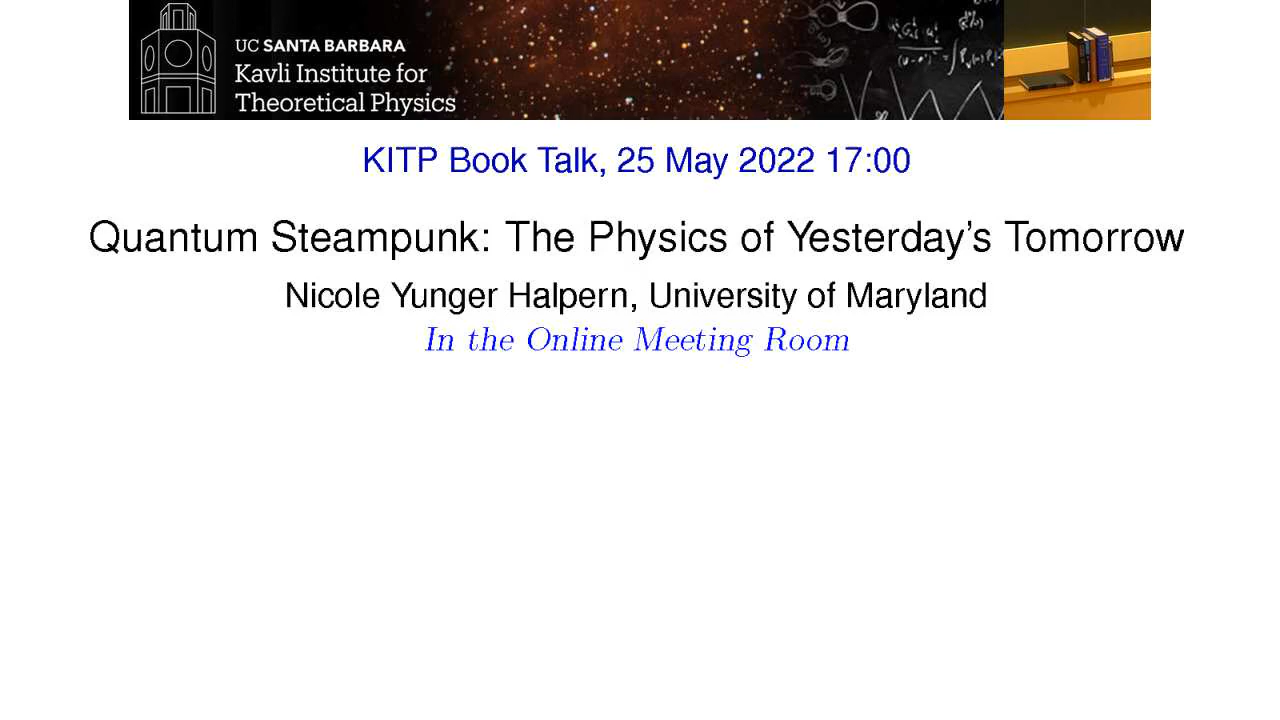 UC SANTA BARBARA
Kavli Institute for
Theoretical Physics
KITP Book Talk, 25 May 2022 17:00
Quantum Steampunk: The Physics of Yesterday's Tomorrow
Nicole Yunger Halpern, University of Maryland
In the Online Meeting Room